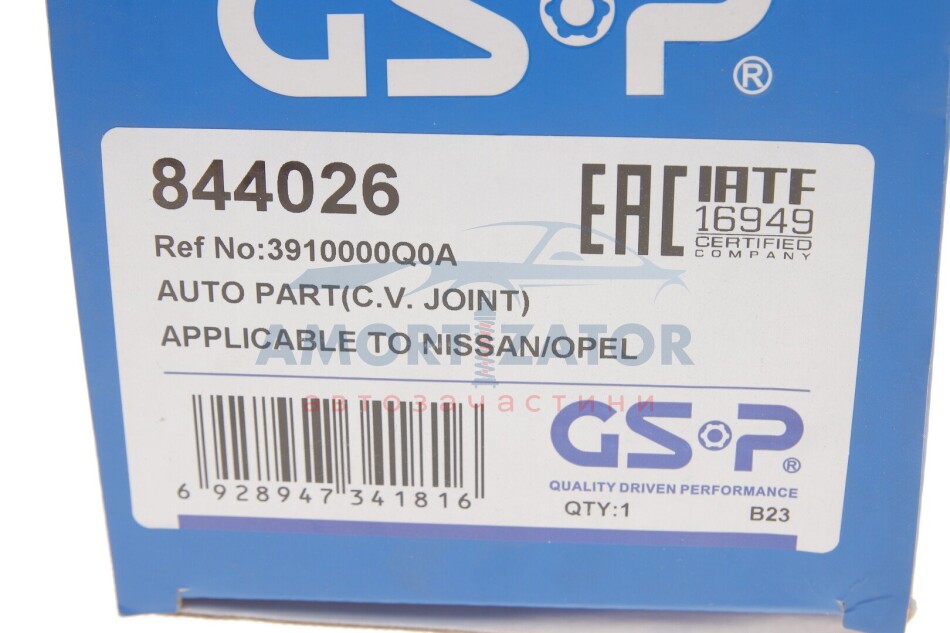 GSP®
844026
EAC
IATF
16949
CERTIFIED
COMPANY
Ref No:3910000Q0A
AUTO PART(C.V. JOINT)
APPLICABLE TO NISSAN/OPEL
AMORTIZATOR
автозапчастини
6 928947 341816
GSP®
QUALITY DRIVEN PERFORMANCE
QTY:1
B23